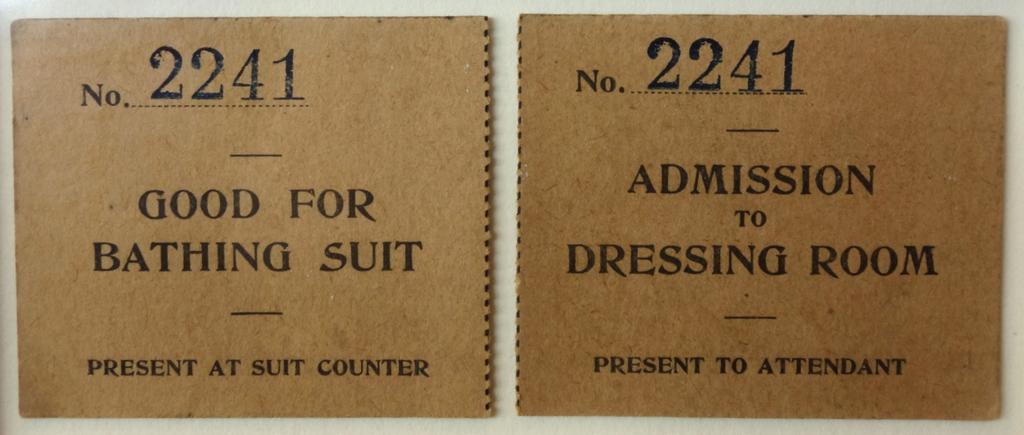 No. 2241
GOOD FOR
BATHING SUIT
PRESENT AT SUIT COUNTER
No. 2241
ADMISSION
TO
DRESSING ROOM
PRESENT TO ATTENDANT